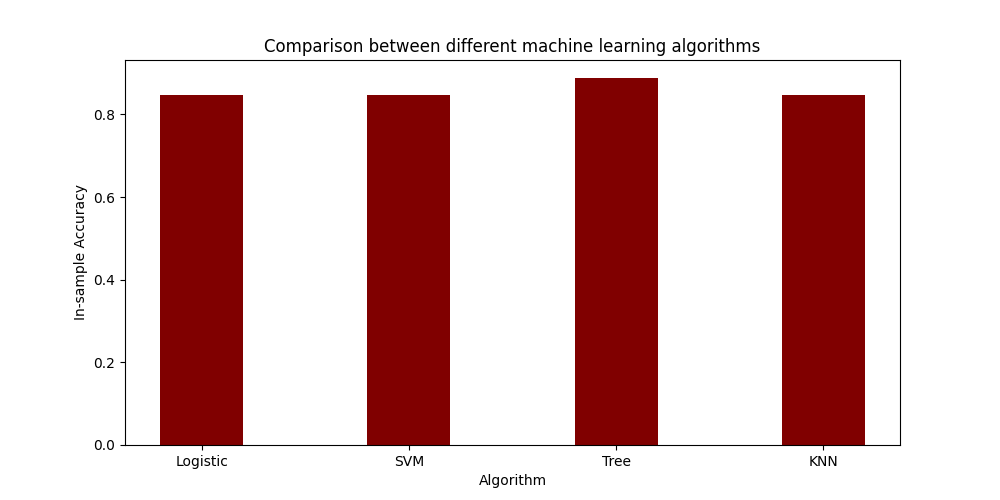 Comparison between different machine learning algorithms
In-sample Accuracy
0.8
0.6
0.4
0.2
0.0
Logistic SVM Tree KNN
Algorithm